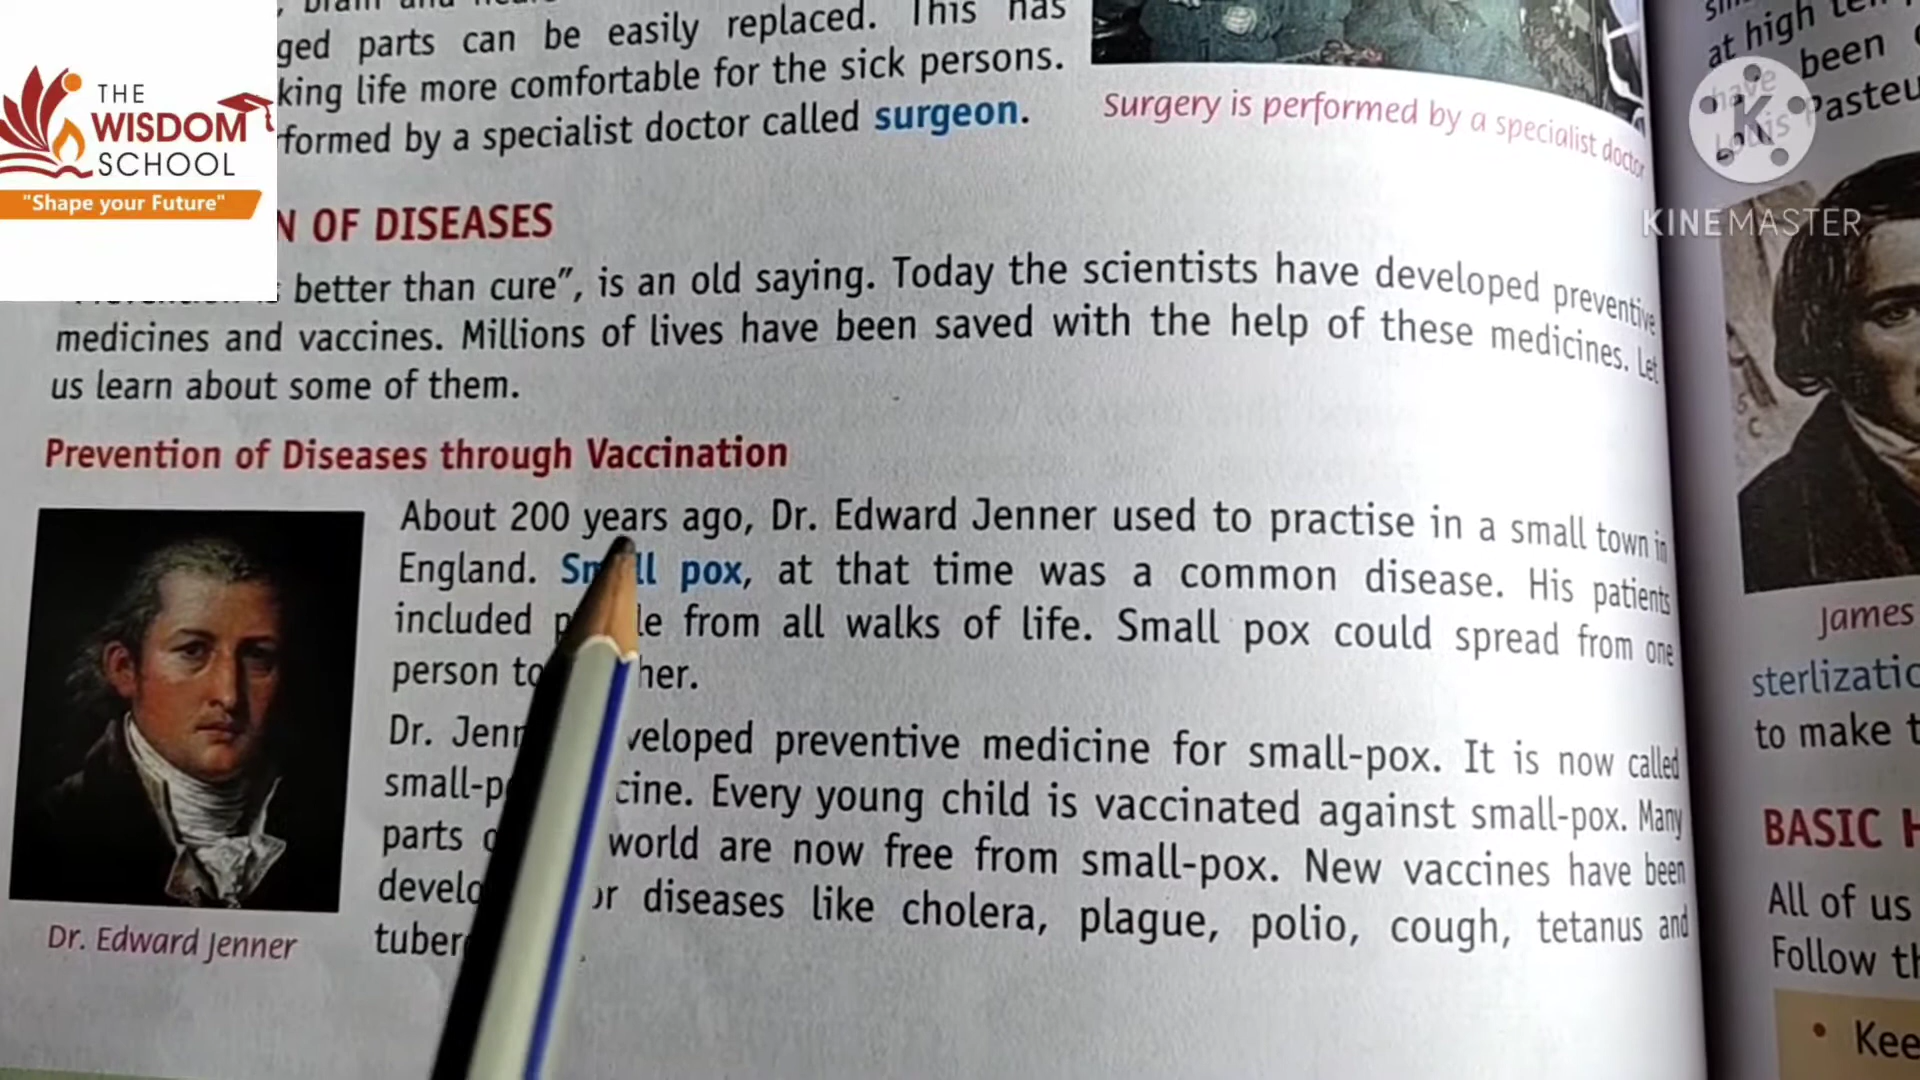 ged parts can be easily replaced. This has
king life more comfortable for the sick persons.
formed by a specialist doctor called surgeon.
Surgery is performed by a specialist doctor
THE
WISDOM
SCHOOL
"Shape your Future"
N OF DISEASES
better than cure", is an old saying. Today the scientists have developed preventive
medicines and vaccines. Millions of lives have been saved with the help of these medicines. Let
us learn about some of them.
Prevention of Diseases through Vaccination
About 200 years ago, Dr. Edward Jenner used to practise in a small town in
England. Small pox, at that time was a common disease. His patients
included from all walks of life. Small pox could spread from one
person to her.
Dr. Jenn veloped preventive medicine for small-pox. It is now called
small-p cine. Every young child is vaccinated against small-pox. Many
parts world are now free from small-pox. New vaccines have been
develo or diseases like cholera, plague, polio, cough, tetanus and
tuber
Dr. Edward Jenner
at high
been
have
Louis Pasteu
K
KINEMASTER
James
sterlizatio
to make t
BASIC H
All of us
Follow th
• Kee